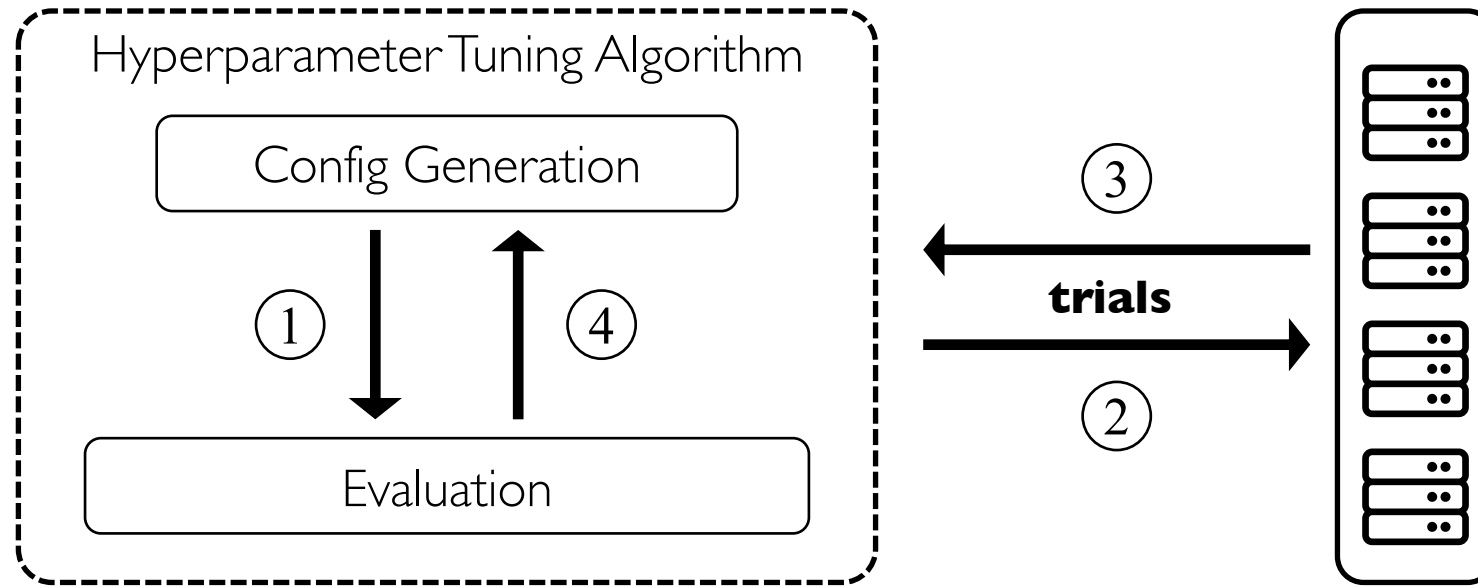 Hyperparameter Tuning Algorithm
Config Generation
3
1
4
trials
2
Evaluation